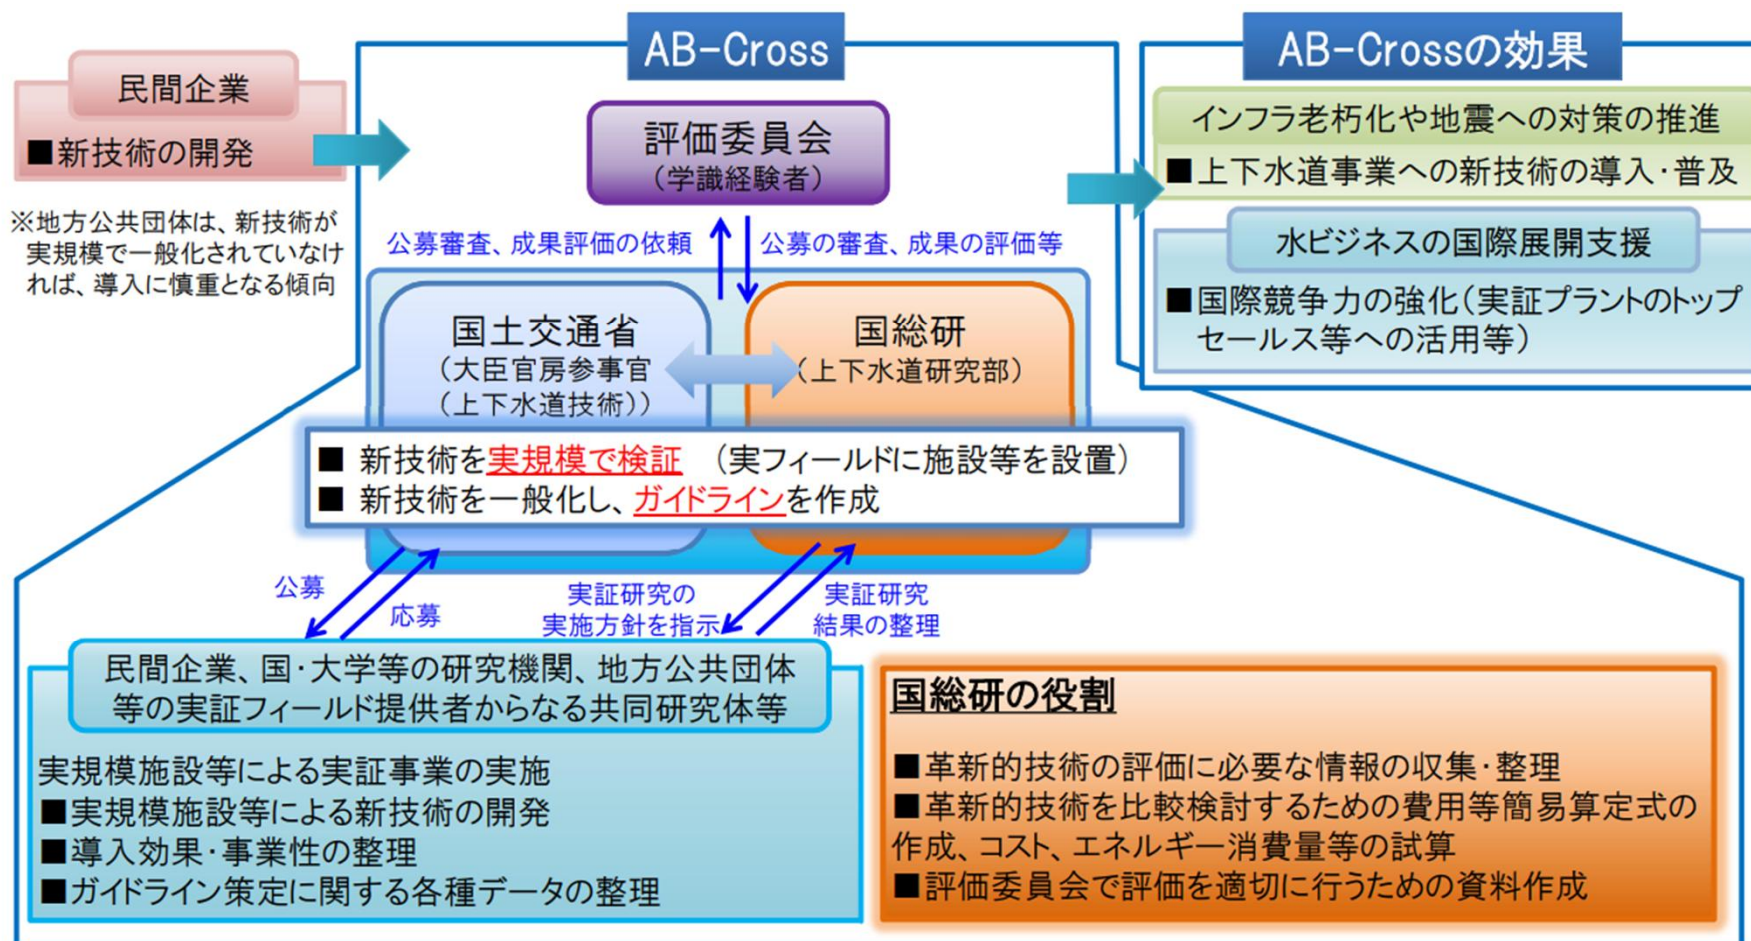 AB-Cross
AB-Crossの効果
民間企業
■新技術の開発
※地方公共団体は、新技術が
実規模で一般化されていなけ
れば、導入に慎重となる傾向
評価委員会
（学識経験者）
公募審査、成果評価の依頼
公募の審査、成果の評価等
国土交通省
（大臣官房参事官
（上下水道技術））
国総研
（上下水道研究部）
■ 新技術を実規模で検証 （実フィールドに施設等を設置）
■ 新技術を一般化し、ガイドラインを作成
インフラ老朽化や地震への対策の推進
■上下水道事業への新技術の導入・普及
水ビジネスの国際展開支援
■国際競争力の強化（実証プラントのトップ
セールス等への活用等）
公募
応募
実証研究の
実施方針を指示
実証研究
結果の整理
民間企業、国・大学等の研究機関、地方公共団体
等の実証フィールド提供者からなる共同研究体等
実規模施設等による実証事業の実施
■実規模施設等による新技術の開発
■導入効果・事業性の整理
■ガイドライン策定に関する各種データの整理
国総研の役割
■革新的技術の評価に必要な情報の収集・整理
■革新的技術を比較検討するための費用等簡易算定式の
作成、コスト、エネルギー消費量等の試算
■評価委員会で評価を適切に行うための資料作成